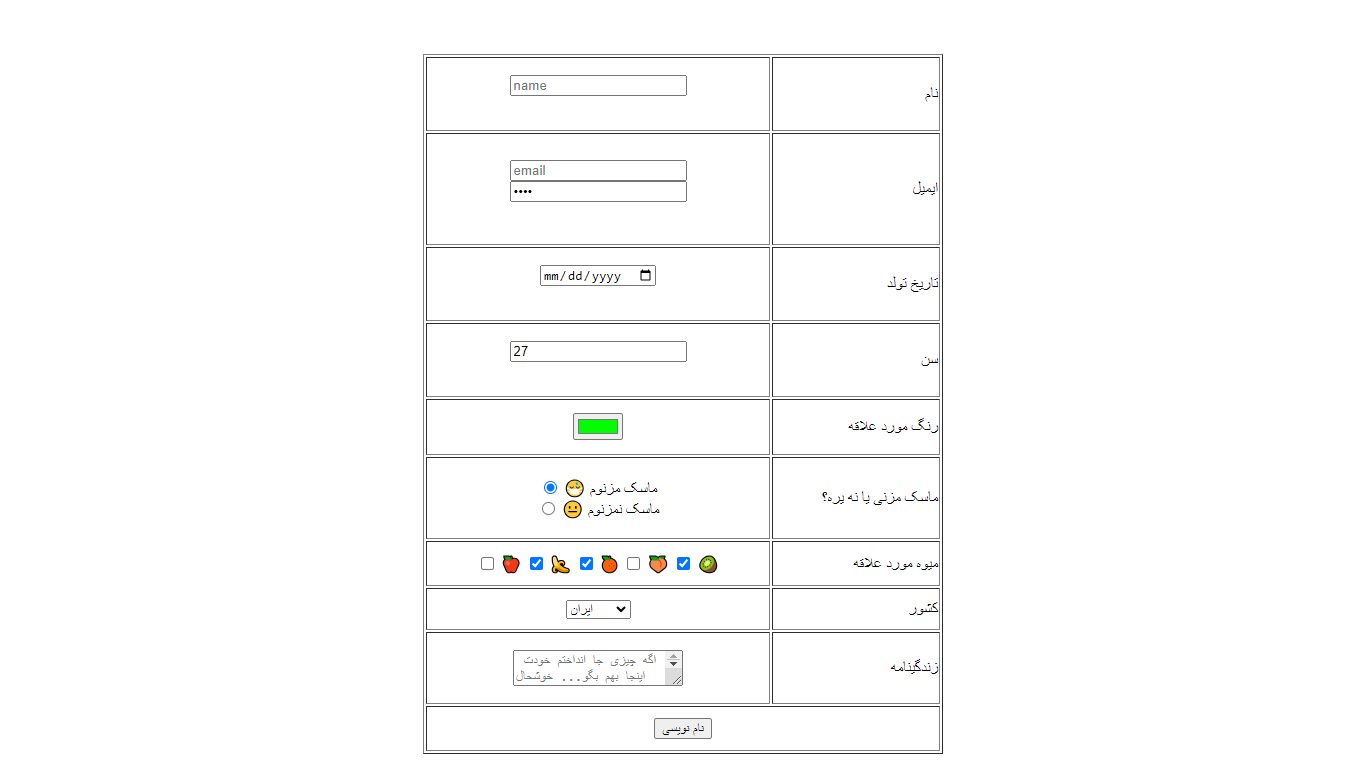 نام
name
ایمیل
email
••••
تاریخ تولد
mm/dd/yyyy
سن
27
رنگ مورد علاقه
ماسک مزنی یا نه یره؟
ماسک مزنوم
ماسک نمزنوم
میوه مورد علاقه
کشور
ایران
زندگینامه
اگه چیزی جا انداختم خودت
اینجا بهم بگو... خوشحال
نام نویسی